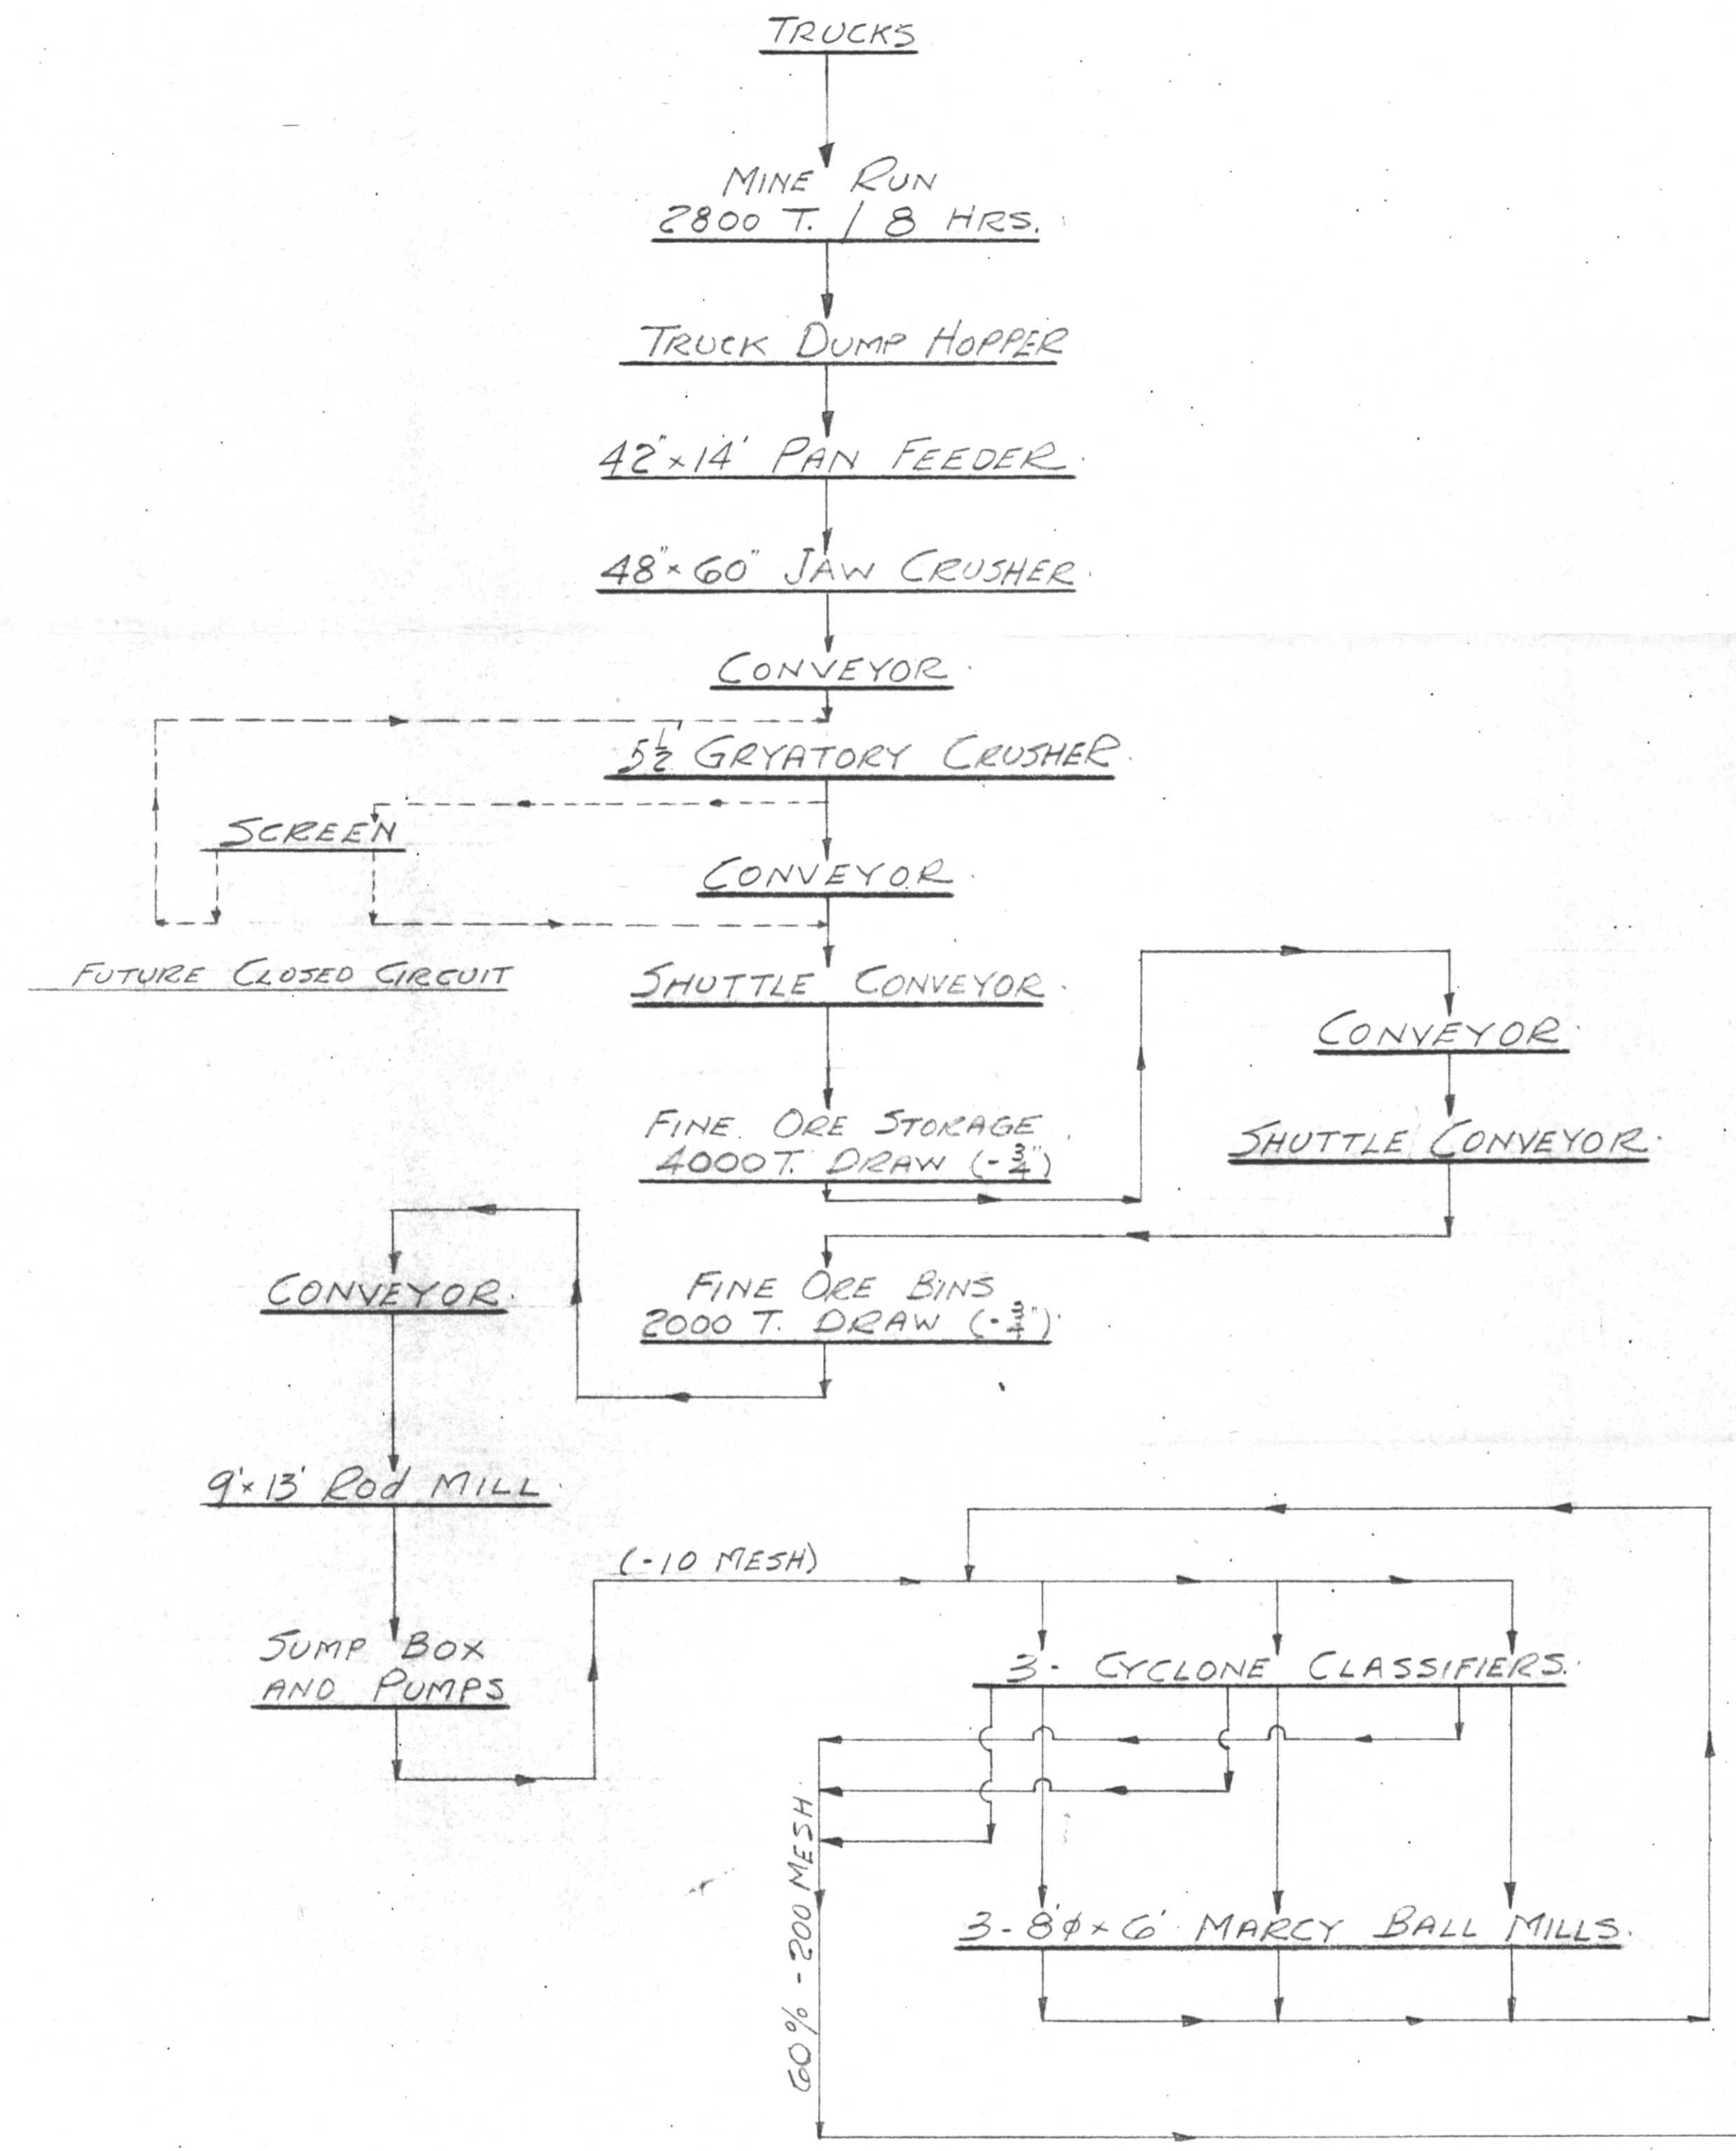 TRUCKS
MINE RUN
2800 T. / 8 HRS.
TRUCK DUMP HOPPER
42"x14' PAN FEEDER.
48"x60" JAW CRUSHER.
CONVEYOR.
5½' GRYATORY CRUSHER.
SCREEN
CONVEYOR.
FUTURE CLOSED CIRCUIT
SHUTTLE CONVEYOR.
CONVEYOR.
FINE ORE STORAGE
4000 T. DRAW (-¾")
SHUTTLE CONVEYOR.
CONVEYOR.
FINE ORE BINS
2000 T. DRAW (-¾")
9'x13' Rod MILL.
(-10 MESH)
SUMP BOX
AND PUMPS
3- CYCLONE CLASSIFIERS.
60% -200 MESH.
3-8'φx6' MARCY BALL MILLS.